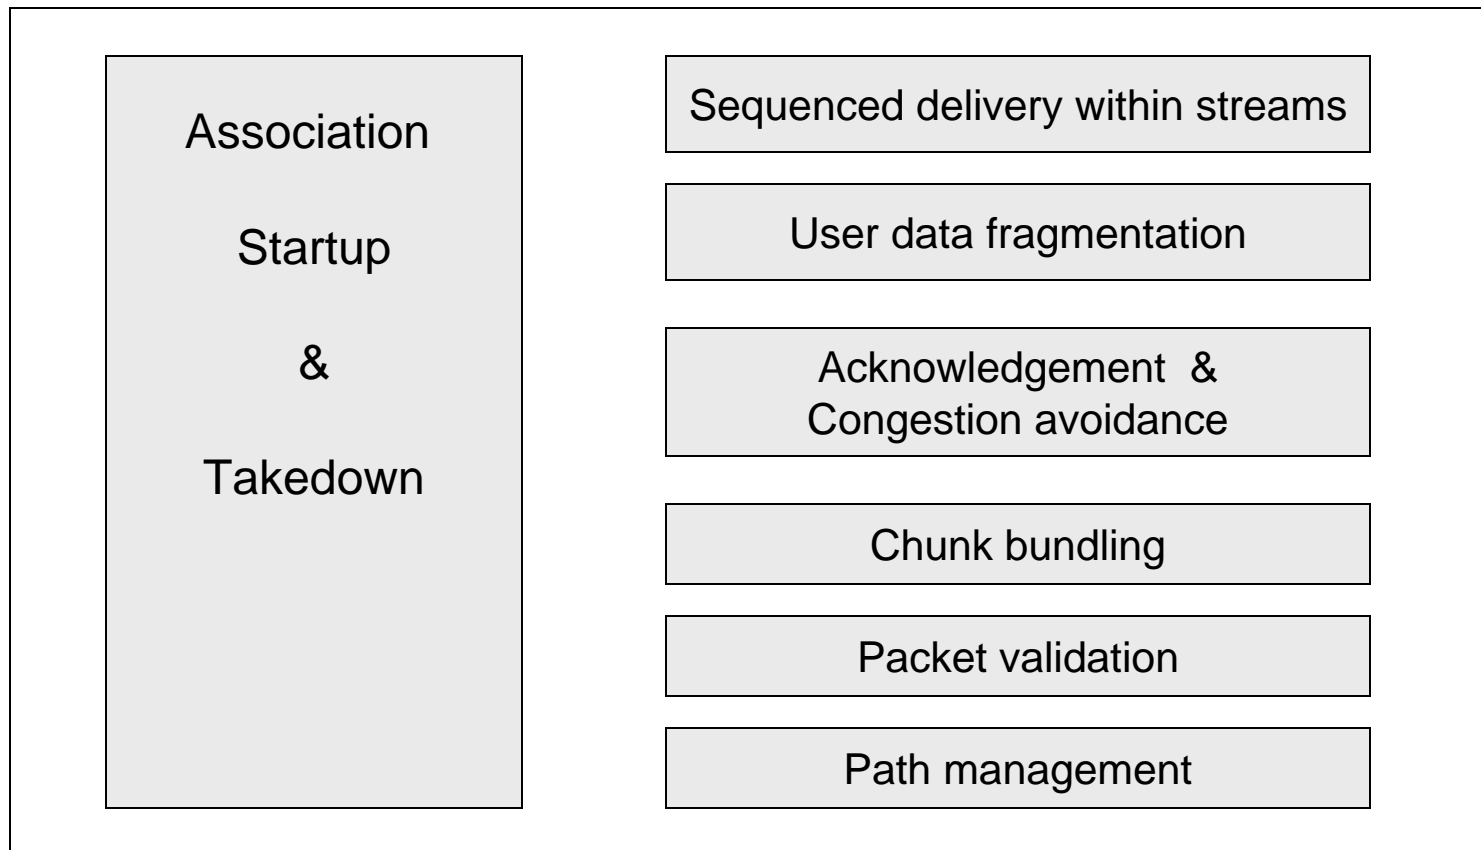 Association
Startup
&
Takedown
Sequenced delivery within streams
User data fragmentation
Acknowledgement &
Congestion avoidance
Chunk bundling
Packet validation
Path management